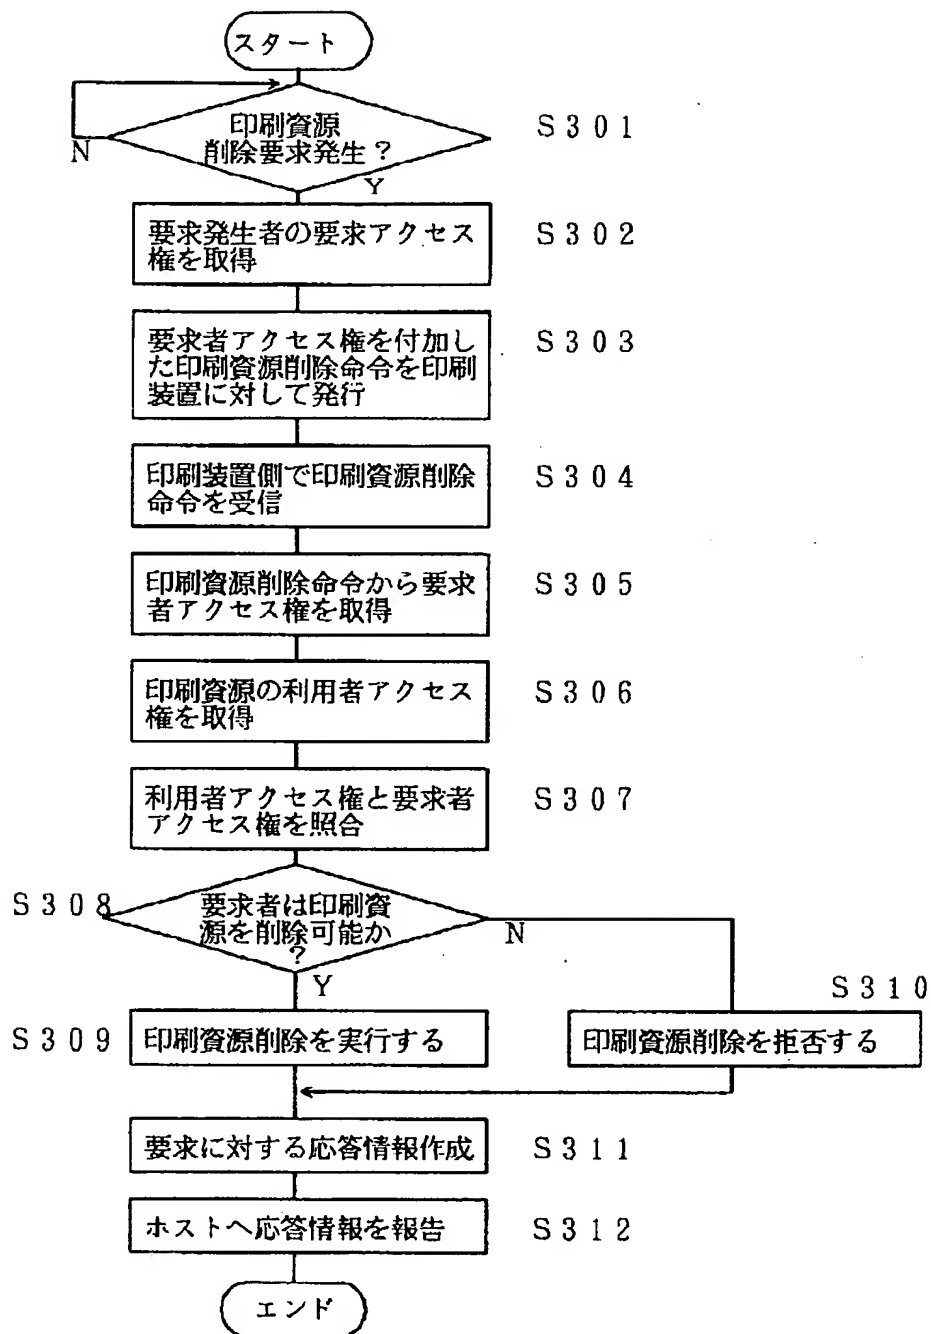 スタート
印刷資源
削除要求発生?
S301
N
Y
要求発生者の要求アクセス
権を取得
S302
要求者アクセス権を付加し
た印刷資源削除命令を印刷
装置に対して発行
S303
印刷装置側で印刷資源削除
命令を受信
S304
印刷資源削除命令から要求
者アクセス権を取得
S305
印刷資源の利用者アクセス
権を取得
S306
利用者アクセス権と要求者
アクセス権を照合
S307
S308
要求者は印刷資
源を削除可能か
?
N
Y
S310
S309
印刷資源削除を実行する
印刷資源削除を拒否する
要求に対する応答情報作成
S311
ホストへ応答情報を報告
S312
エンド